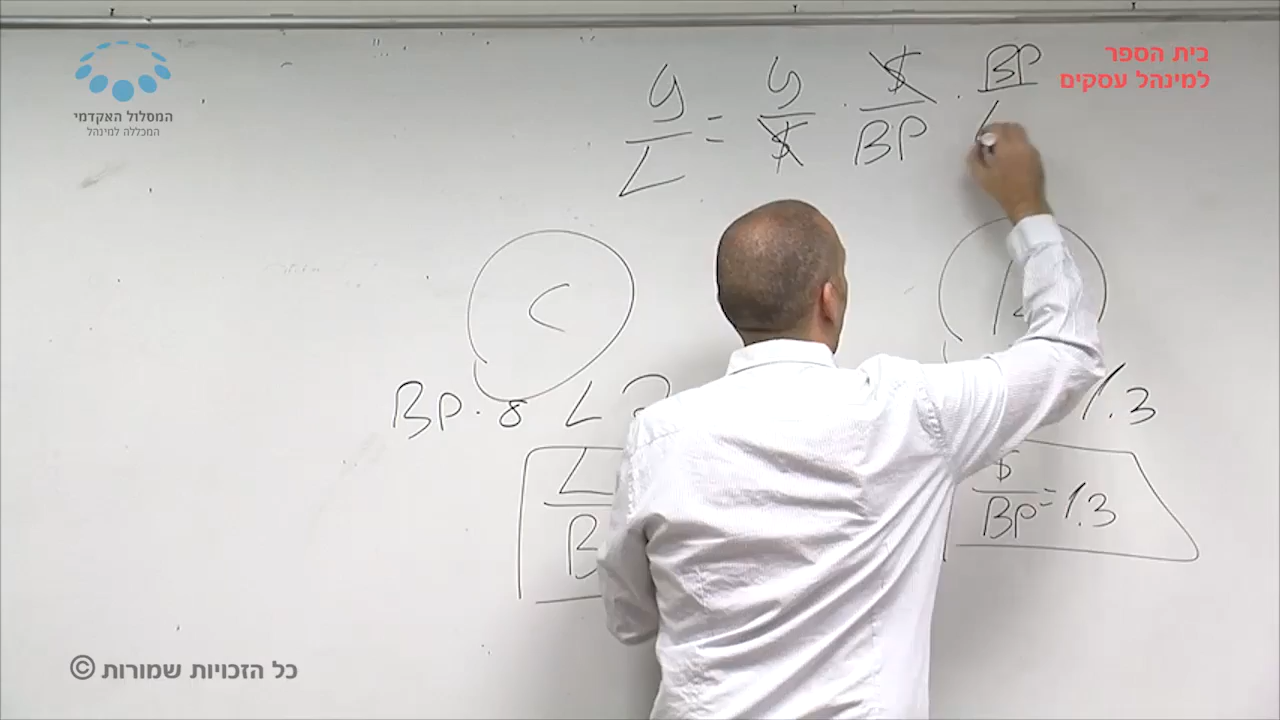 בית הספר
למינהל עסקים
המסלול האקדמי
המכללה למינהל
y/L = y/$ · $/BP · BP/L
C
BP · 8 L 2
1.3
L
B
$/BP = 1.3
כל הזכויות שמורות ©